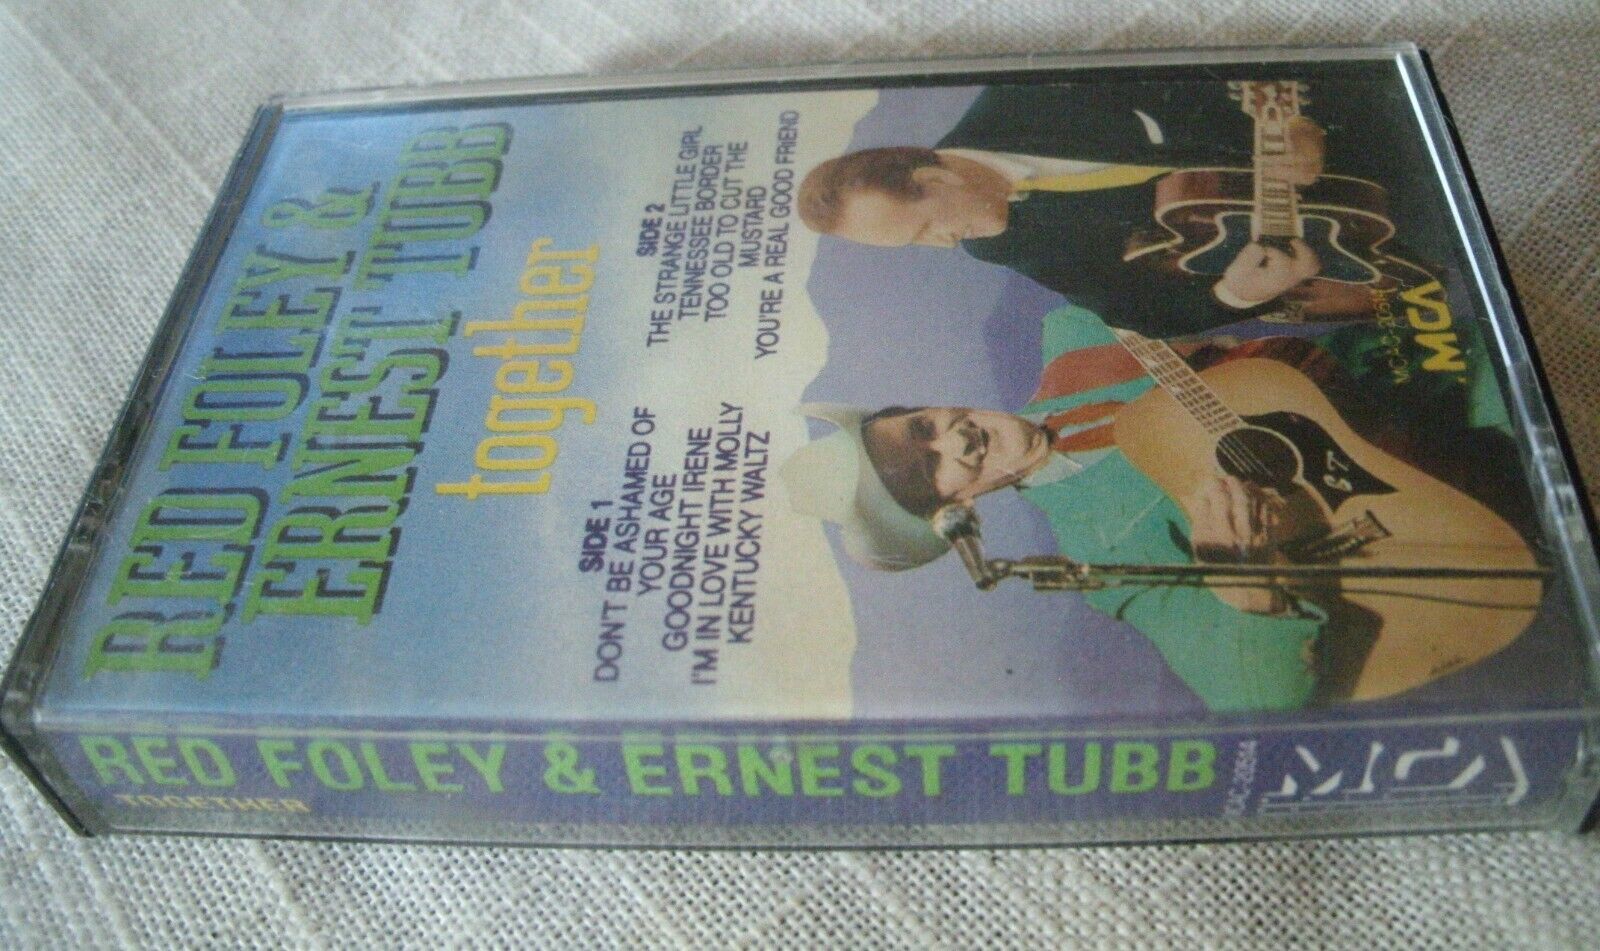 RED FOLEY &
ERNEST TUBB
together
SIDE 1
DON'T BE ASHAMED OF
YOUR AGE
GOODNIGHT IRENE
I'M IN LOVE WITH MOLLY
KENTUCKY WALTZ
SIDE 2
THE STRANGE LITTLE GIRL
TENNESSEE BORDER
TOO OLD TO CUT THE
MUSTARD
YOU'RE A REAL GOOD FRIEND
MCA
RED FOLEY & ERNEST TUBB
TOGETHER